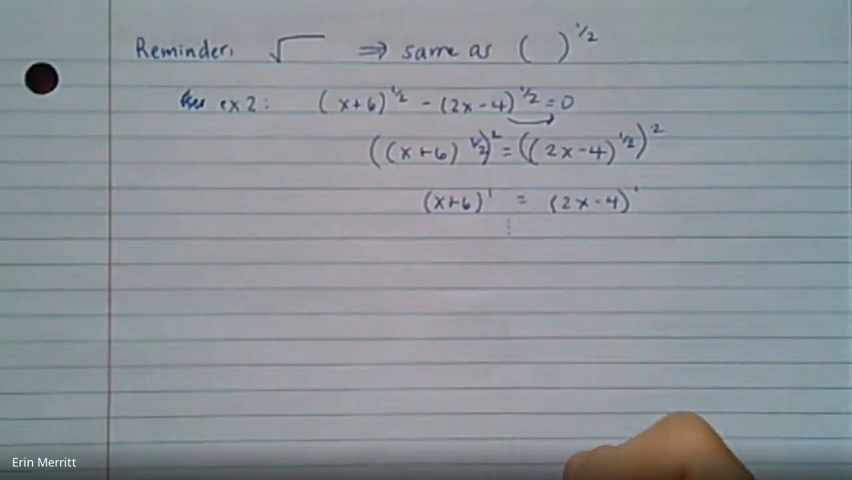 Reminder: √ ⇒ same as ( )^1/2
ex 2: (x+6)^1/2 - (2x-4)^1/2 = 0
((x+6)^1/2)^2 = ((2x-4)^1/2)^2
(x+6)^1 = (2x-4)^1
⋮
Erin Merritt